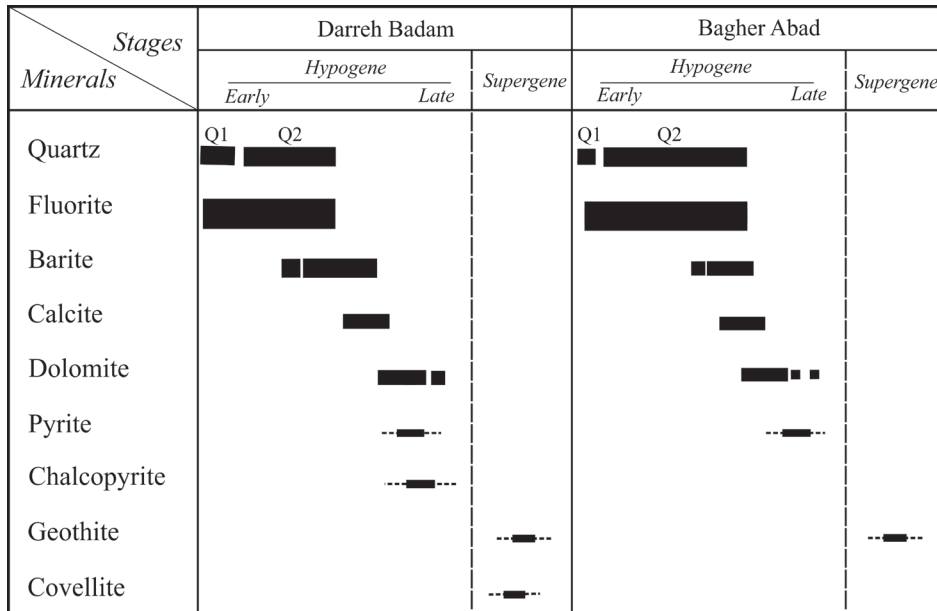 Stages
Minerals
Darreh Badam
Bagher Abad
Hypogene
Early Late
Supergene
Hypogene
Early Late
Supergene
Q1 Q2
Q1 Q2
Quartz
Fluorite
Barite
Calcite
Dolomite
Pyrite
Chalcopyrite
Geothite
Covellite